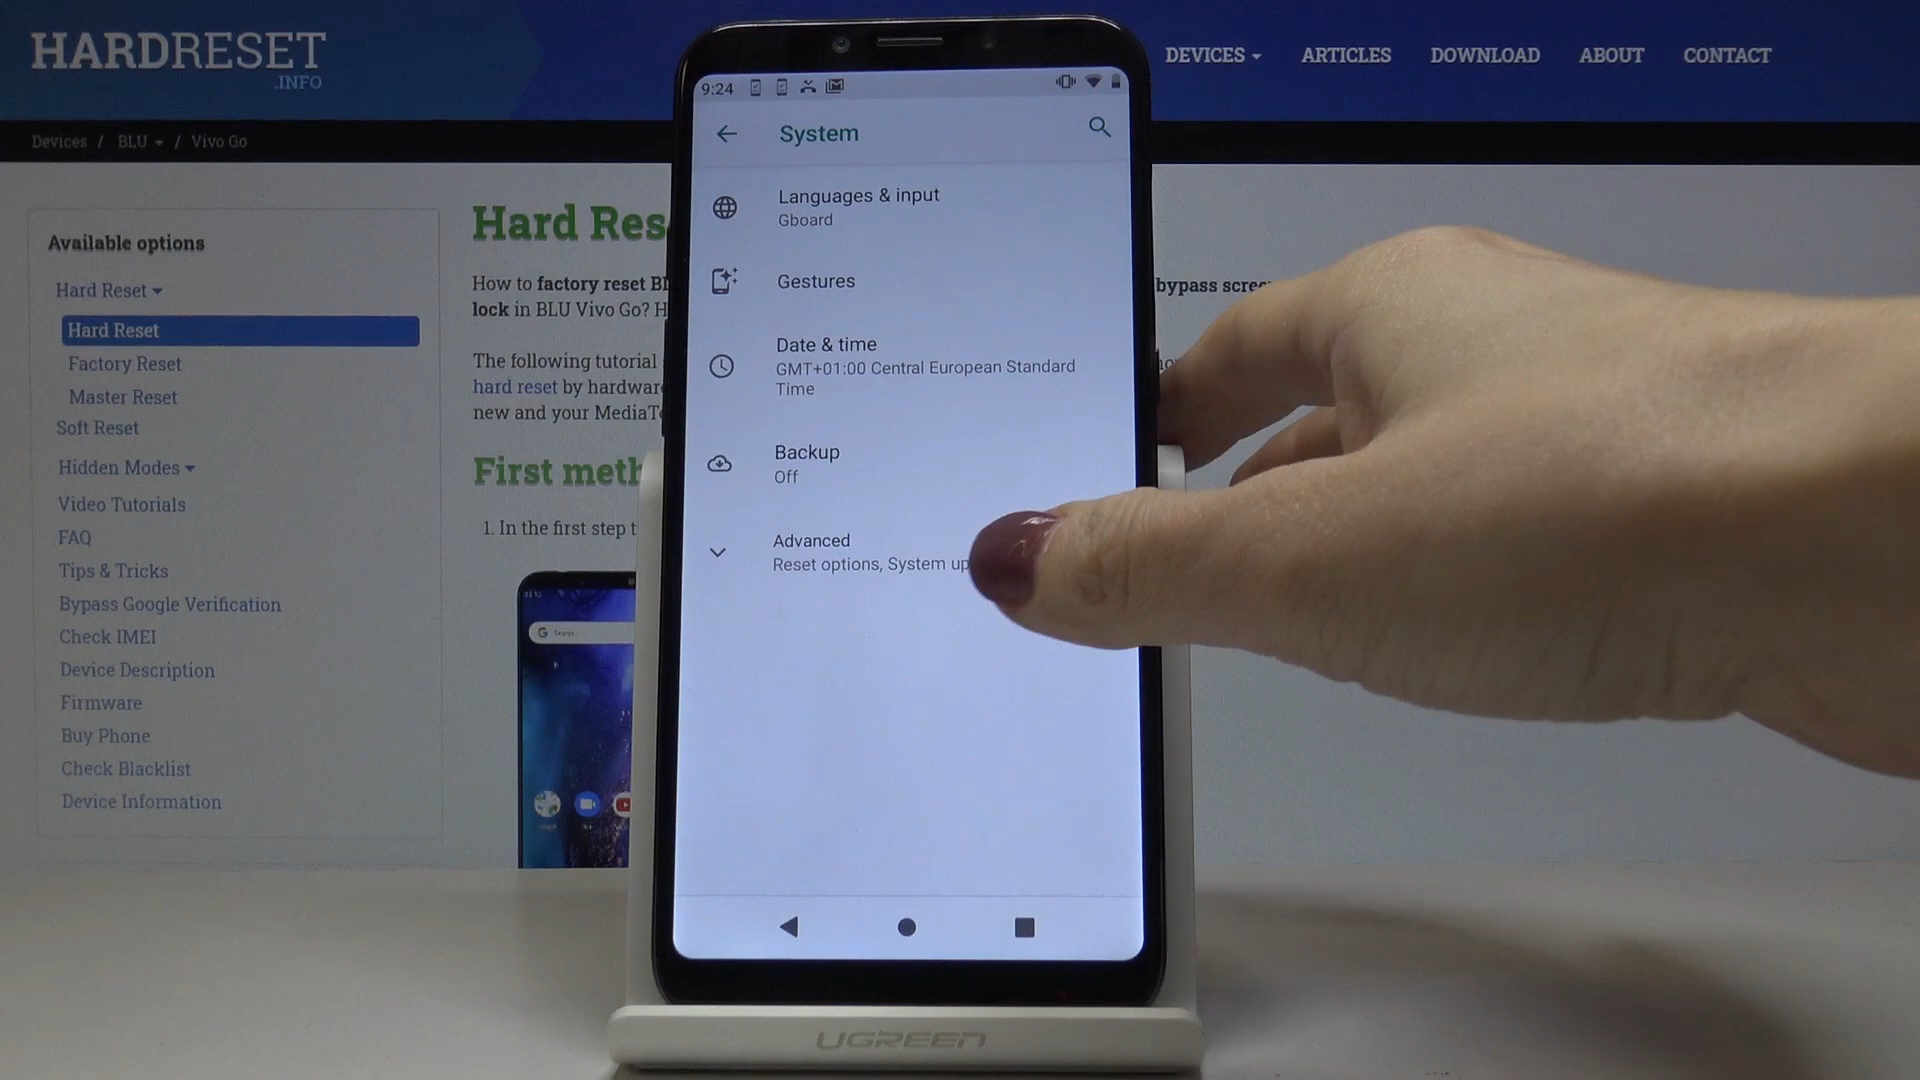 HARDRESET
.INFO
DEVICES
ARTICLES
DOWNLOAD
ABOUT
CONTACT
Devices / BLU / Vivo Go
Available options
Hard Reset
Hard Reset
Factory Reset
Master Reset
Soft Reset
Hidden Modes
Video Tutorials
FAQ
Tips & Tricks
Bypass Google Verification
Check IMEI
Device Description
Firmware
Buy Phone
Check Blacklist
Device Information
Hard Res
How to factory reset BL
bypass scree
lock in BLU Vivo Go? H
The following tutorial
hard reset by hardware
new and your MediaT
First meth
1. In the first step t
9:24
System
Languages & input
Gboard
Gestures
Date & time
GMT+01:00 Central European Standard
Time
Backup
Off
Advanced
Reset options, System up
UGREEN